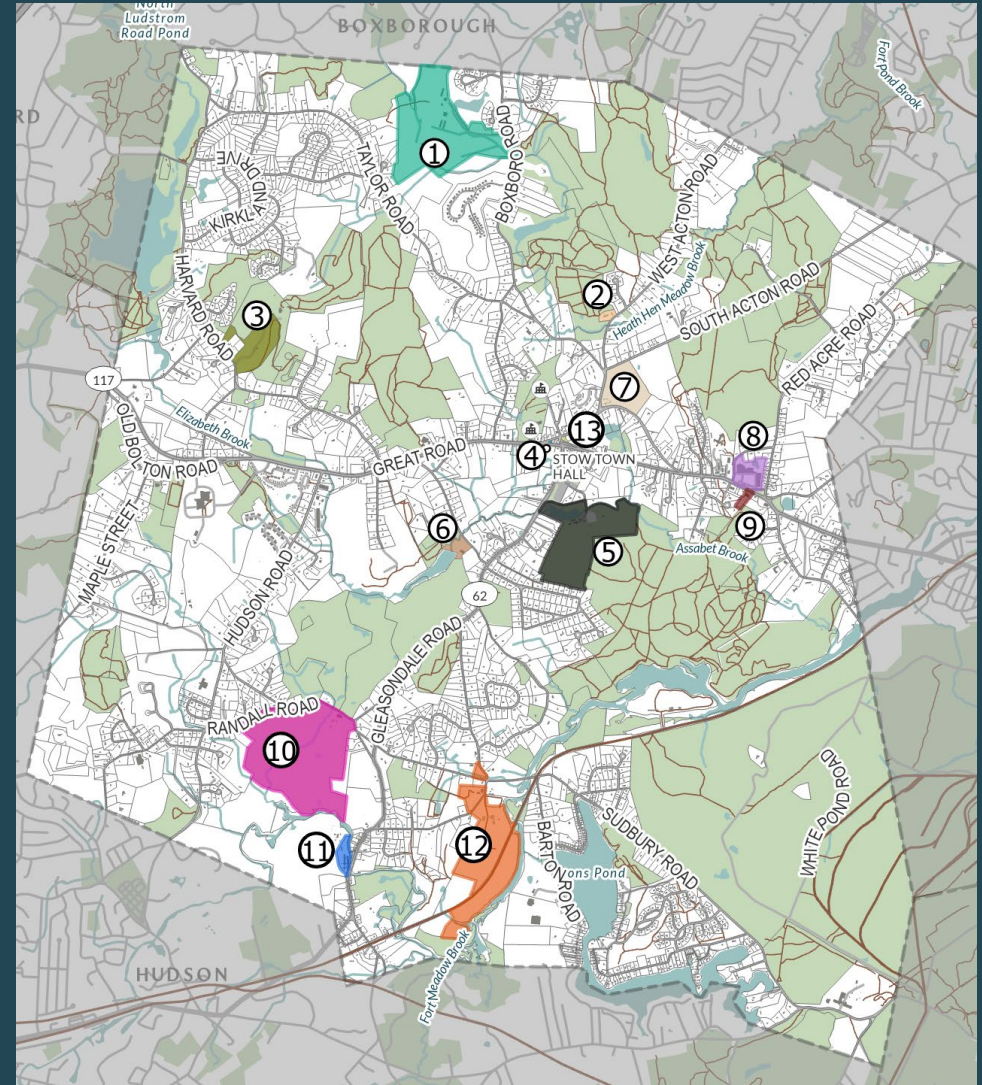 North
Ludstrom
Road Pond
BOXBOROUGH
Fort Pond Brook
RD
1
TAYLOR ROAD
BOXBORO ROAD
KIRKLAND DRIVE
WEST ACTON ROAD
HARVARD ROAD
2
Heath Hen Meadow Brook
SOUTH ACTON ROAD
3
RED ACRE ROAD
117
7
OLD BOLTON ROAD
Elizabeth Brook
13
8
GREAT ROAD
4
STOW TOWN
HALL
6
9
5
Assabet Brook
MAPLE STREET
HUDSON ROAD
62
GLEASONDALE ROAD
RANDALL ROAD
10
WHITE POND ROAD
SUDBURY ROAD
11
12
BARTON ROAD
ons Pond
Fort Meadow Brook
HUDSON